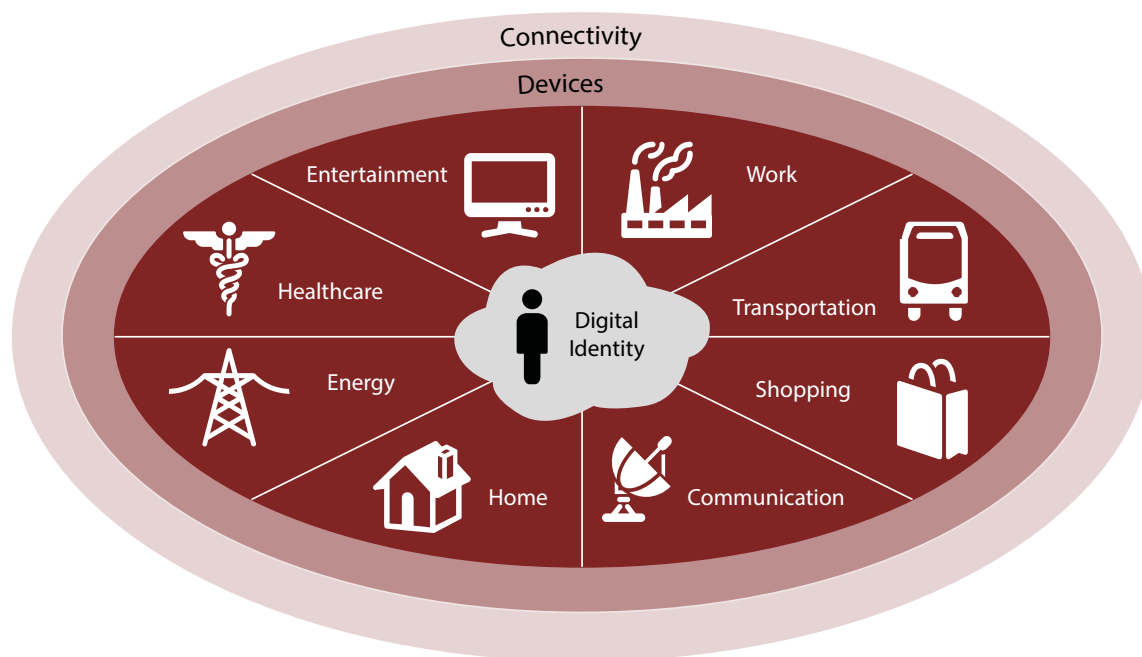 Connectivity
Devices
Entertainment
Work
Healthcare
Transportation
Digital
Identity
Energy
Shopping
Home
Communication